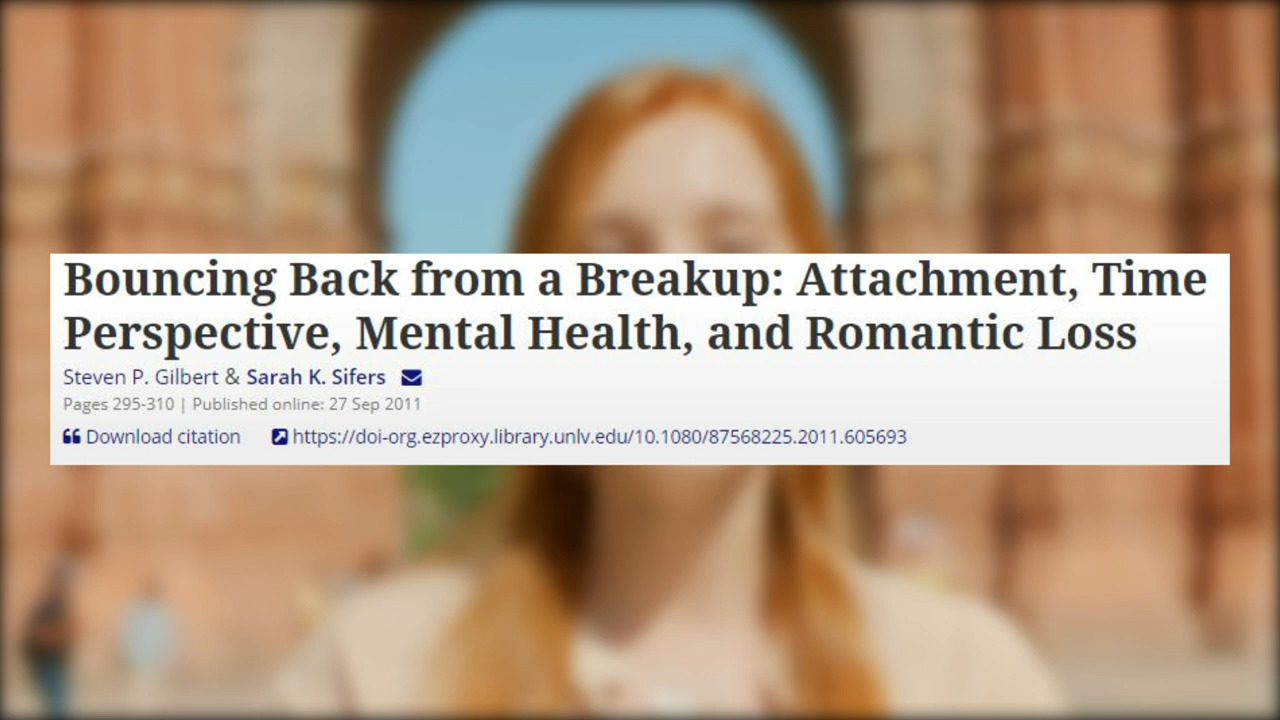 Bouncing Back from a Breakup: Attachment, Time
Perspective, Mental Health, and Romantic Loss
Steven P. Gilbert & Sarah K. Sifers
Pages 295-310 | Published online: 27 Sep 2011
Download citation https://doi-org.ezproxy.library.unlv.edu/10.1080/87568225.2011.605693